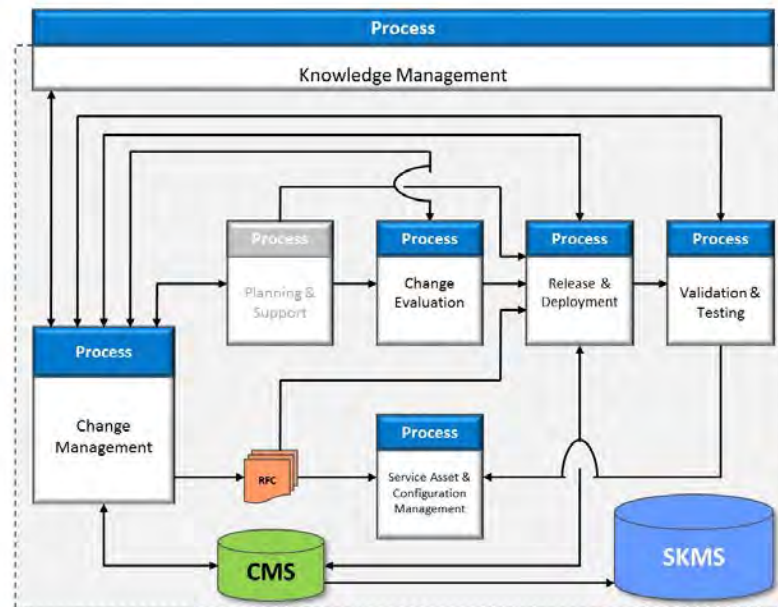 Process
Knowledge Management
Process
Planning &
Support
Process
Change
Evaluation
Process
Release &
Deployment
Process
Validation &
Testing
Process
Change
Management
RFC
Process
Service Asset &
Configuration
Management
CMS
SKMS